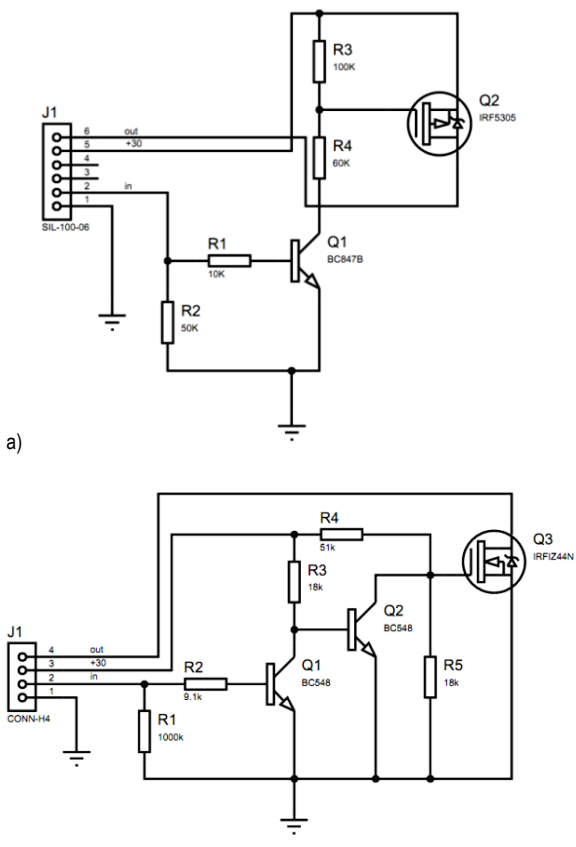 R3
100K
Q2
IRF5305
J1
6
out
5
+30
4
3
2
in
1
SIL-100-06
R4
60K
R1
10K
Q1
BC847B
R2
50K
a)
R4
51k
Q3
IRFIZ44N
R3
18k
Q2
BC548
J1
4
out
3
+30
2
in
1
CONN-H4
R2
9.1k
Q1
BC548
R5
18k
R1
1000k